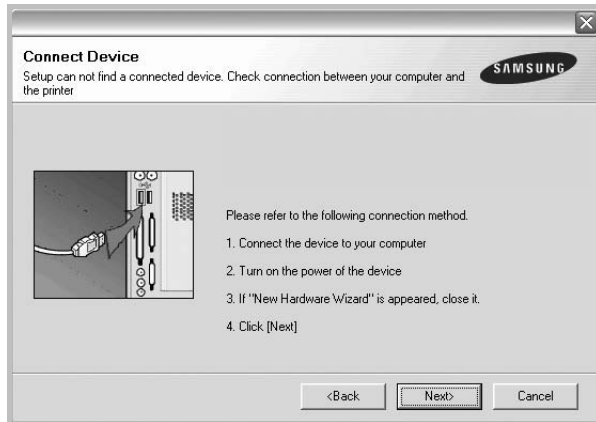 Connect Device
Setup can not find a connected device. Check connection between your computer and
the printer
SAMSUNG
Please refer to the following connection method.
1. Connect the device to your computer
2. Turn on the power of the device
3. If "New Hardware Wizard" is appeared, close it.
4. Click [Next]
<Back
Next>
Cancel